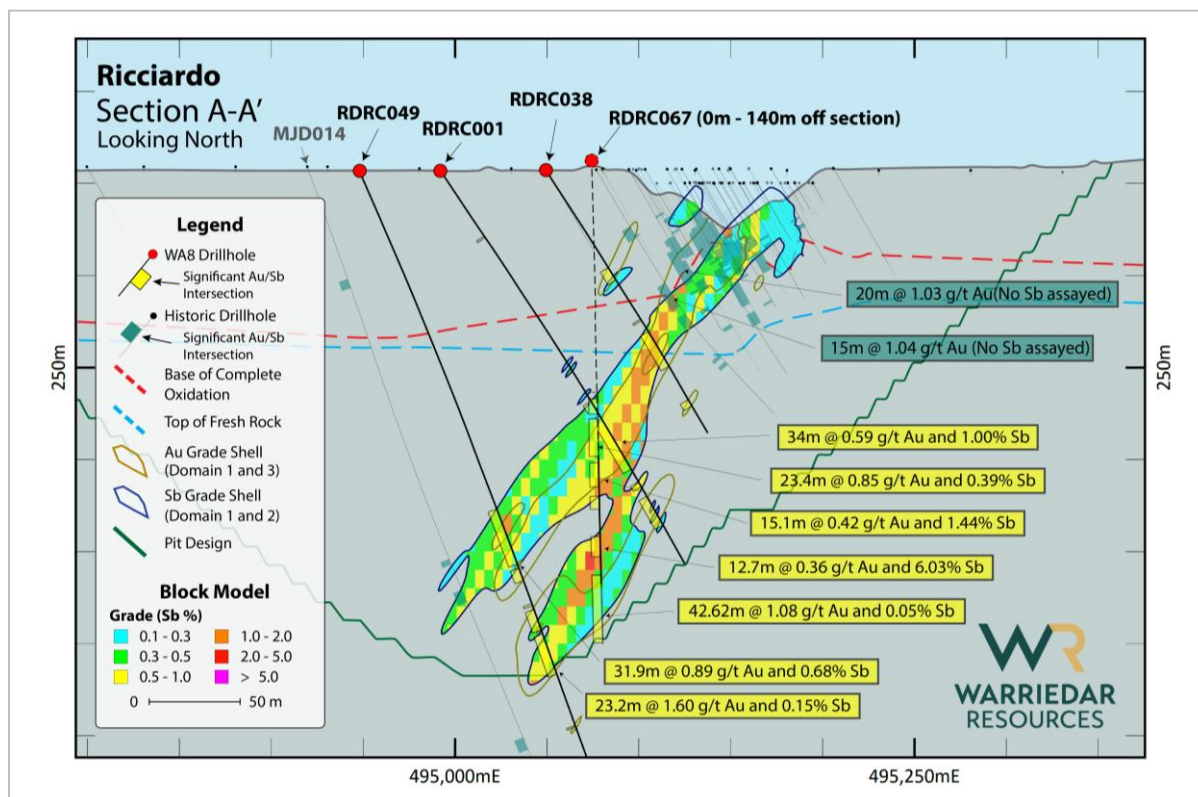 Ricciardo
Section A-A'
Looking North
MJD014
RDRC049
RDRC001
RDRC038
RDRC067 (0m - 140m off section)
Legend
WA8 Drillhole
Significant Au/Sb
Intersection
Historic Drillhole
Significant Au/Sb
Intersection
Base of Complete
Oxidation
Top of Fresh Rock
Au Grade Shell
(Domain 1 and 3)
Sb Grade Shell
(Domain 1 and 2)
Pit Design
Block Model
Grade (Sb %)
0.1 - 0.3
1.0 - 2.0
0.3 - 0.5
2.0 - 5.0
0.5 - 1.0
> 5.0
0 50 m
250m
250m
20m @ 1.03 g/t Au(No Sb assayed)
15m @ 1.04 g/t Au (No Sb assayed)
34m @ 0.59 g/t Au and 1.00% Sb
23.4m @ 0.85 g/t Au and 0.39% Sb
15.1m @ 0.42 g/t Au and 1.44% Sb
12.7m @ 0.36 g/t Au and 6.03% Sb
42.62m @ 1.08 g/t Au and 0.05% Sb
31.9m @ 0.89 g/t Au and 0.68% Sb
23.2m @ 1.60 g/t Au and 0.15% Sb
WR
WARRIEDAR
RESOURCES
495,000mE
495,250mE